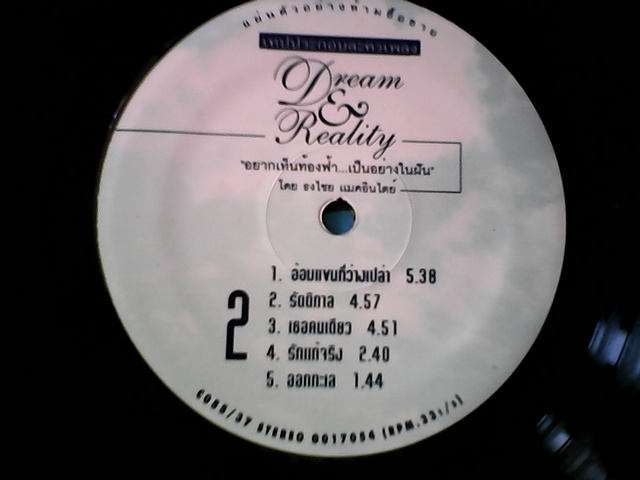 แผ่นตัวอย่างห้ามซื้อขาย
เทปประกอบละครเพลง
Dream
&
Reality
"อยากเห็นท้องฟ้า...เป็นอย่างในฝัน"
โดย ธงไชย แมคอินไตย์
2
1. อ้อมแขนที่ว่างเปล่า 5.38
2. รัตติกาล 4.57
3. เธอคนเดียว 4.51
4. รักแท้จริง 2.40
5. ออกทะเล 1.44
COSS/37 STEREO 0017054 (RPM.33 1/3)